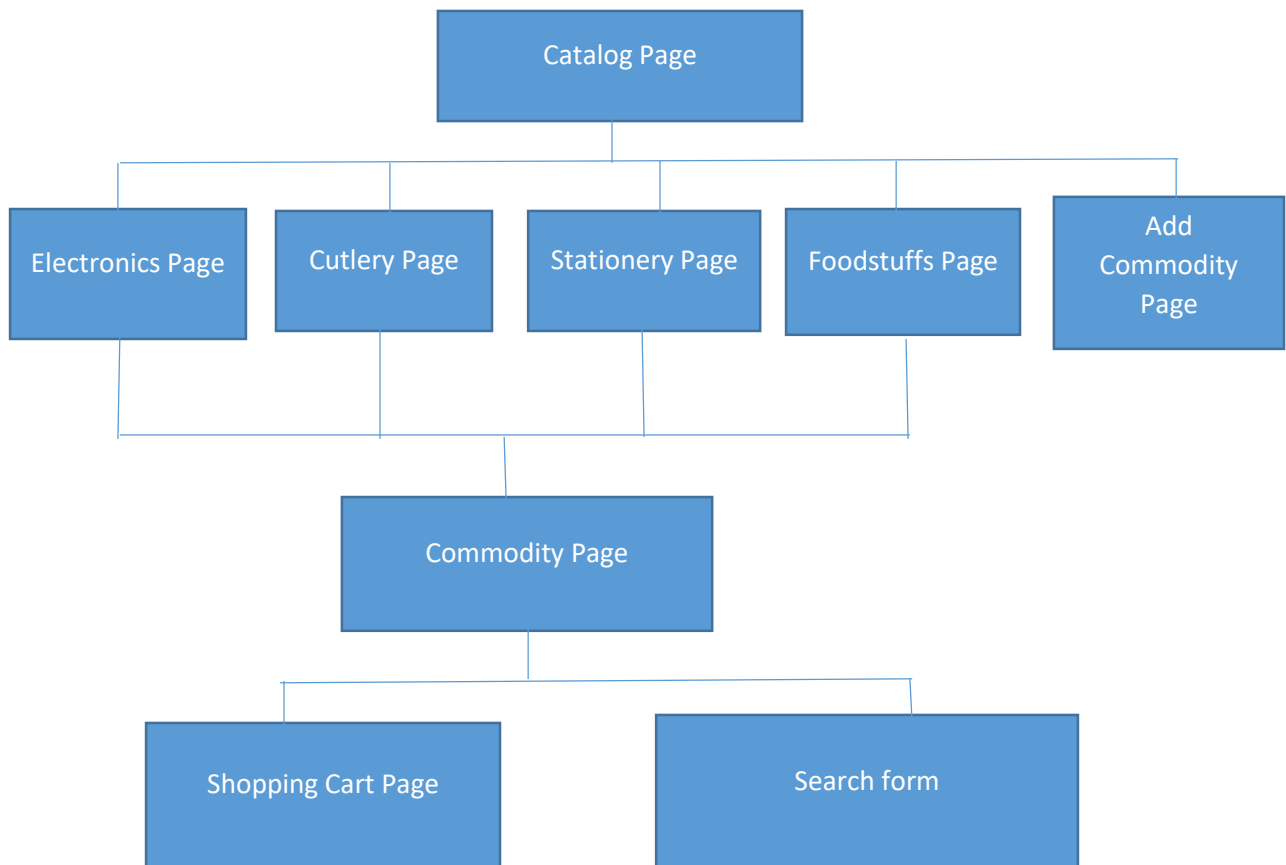 Catalog Page
Electronics Page
Cutlery Page
Stationery Page
Foodstuffs Page
Add
Commodity
Page
Commodity Page
Shopping Cart Page
Search form